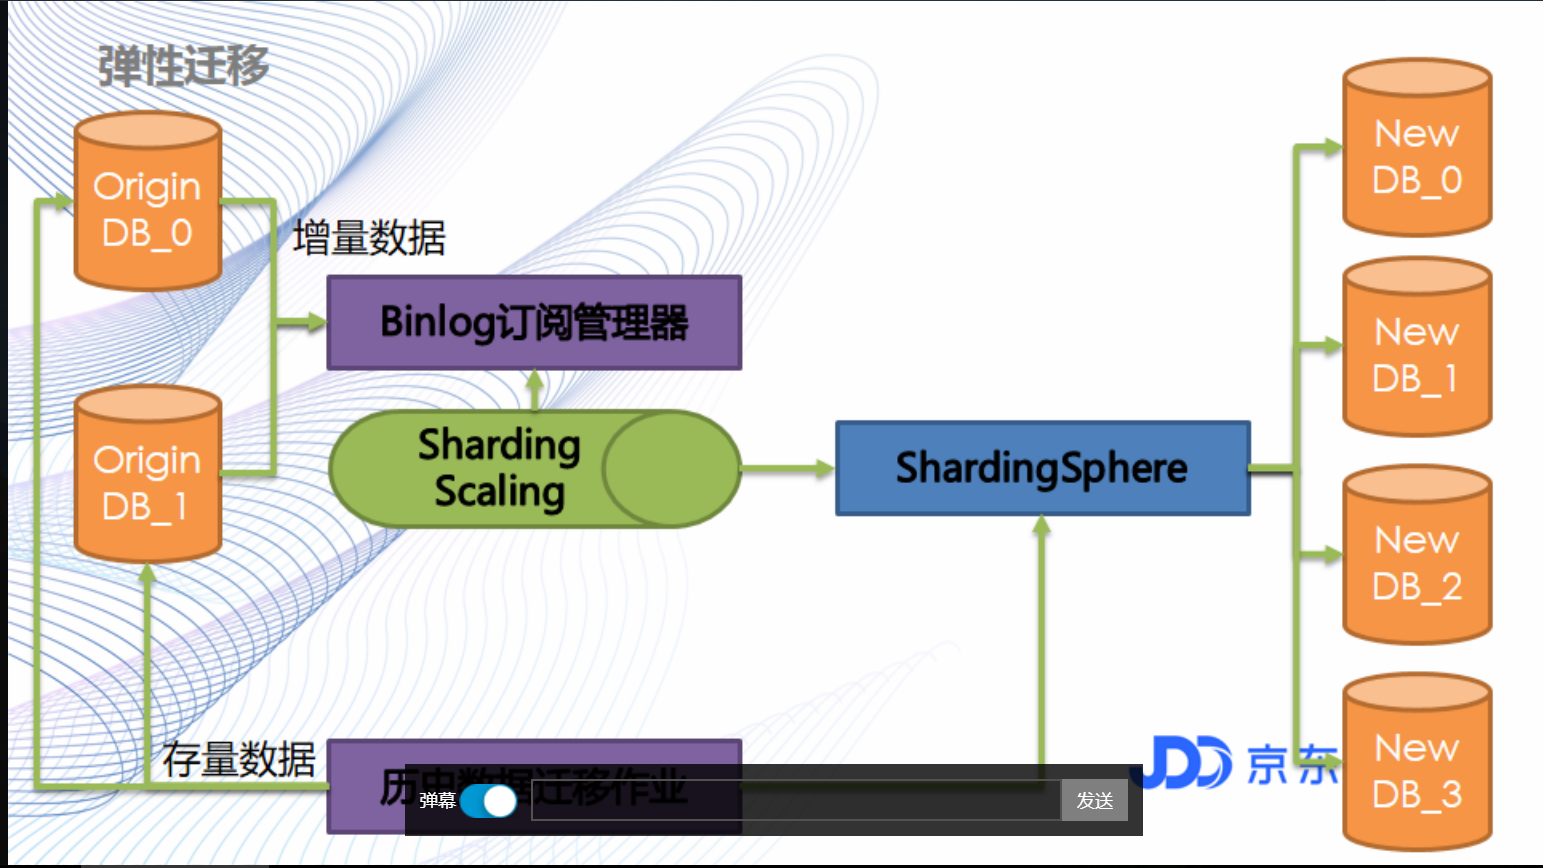 弹性迁移
Origin
DB_0
增量数据
Binlog订阅管理器
Origin
DB_1
Sharding
Scaling
ShardingSphere
New
DB_0
New
DB_1
New
DB_2
New
DB_3
存量数据
历史数据迁移作业
弹幕
发送
JDD 京东